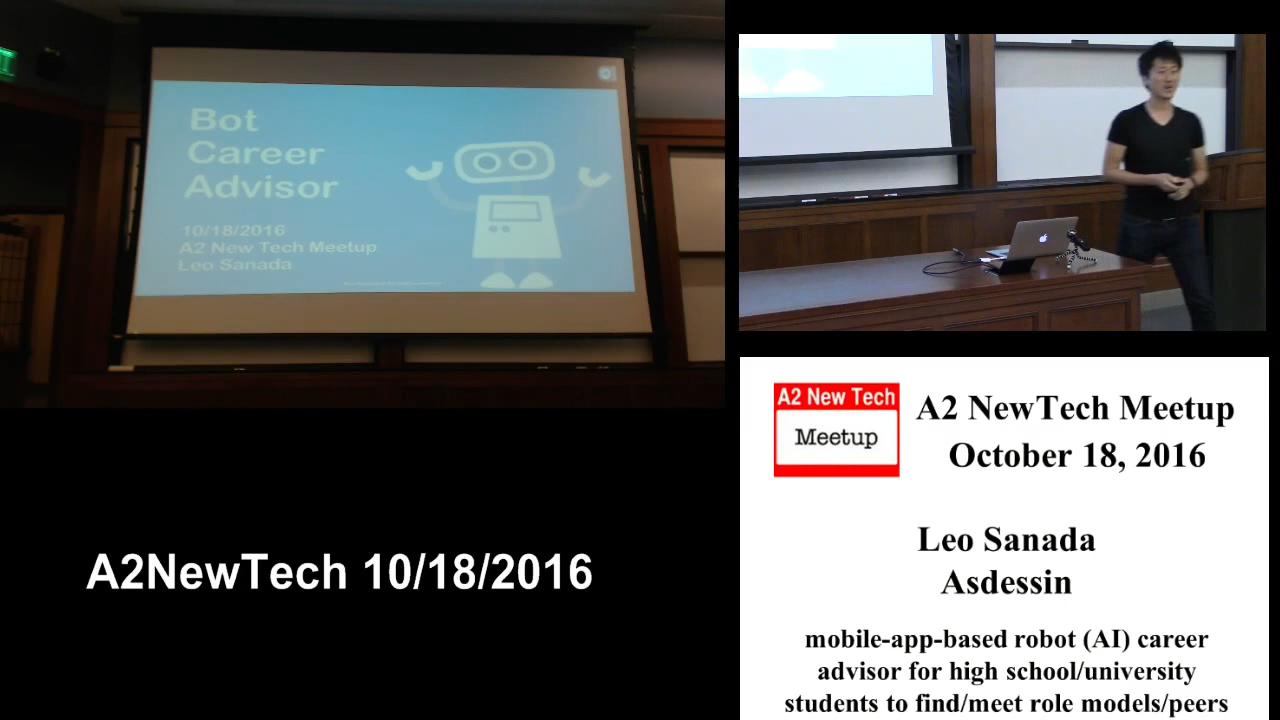 Bot
Career
Advisor
10/18/2016
A2 New Tech Meetup
Leo Sanada
A2NewTech 10/18/2016
A2 New Tech
Meetup
A2 NewTech Meetup
October 18, 2016
Leo Sanada
Asdessin
mobile-app-based robot (AI) career
advisor for high school/university
students to find/meet role models/peers